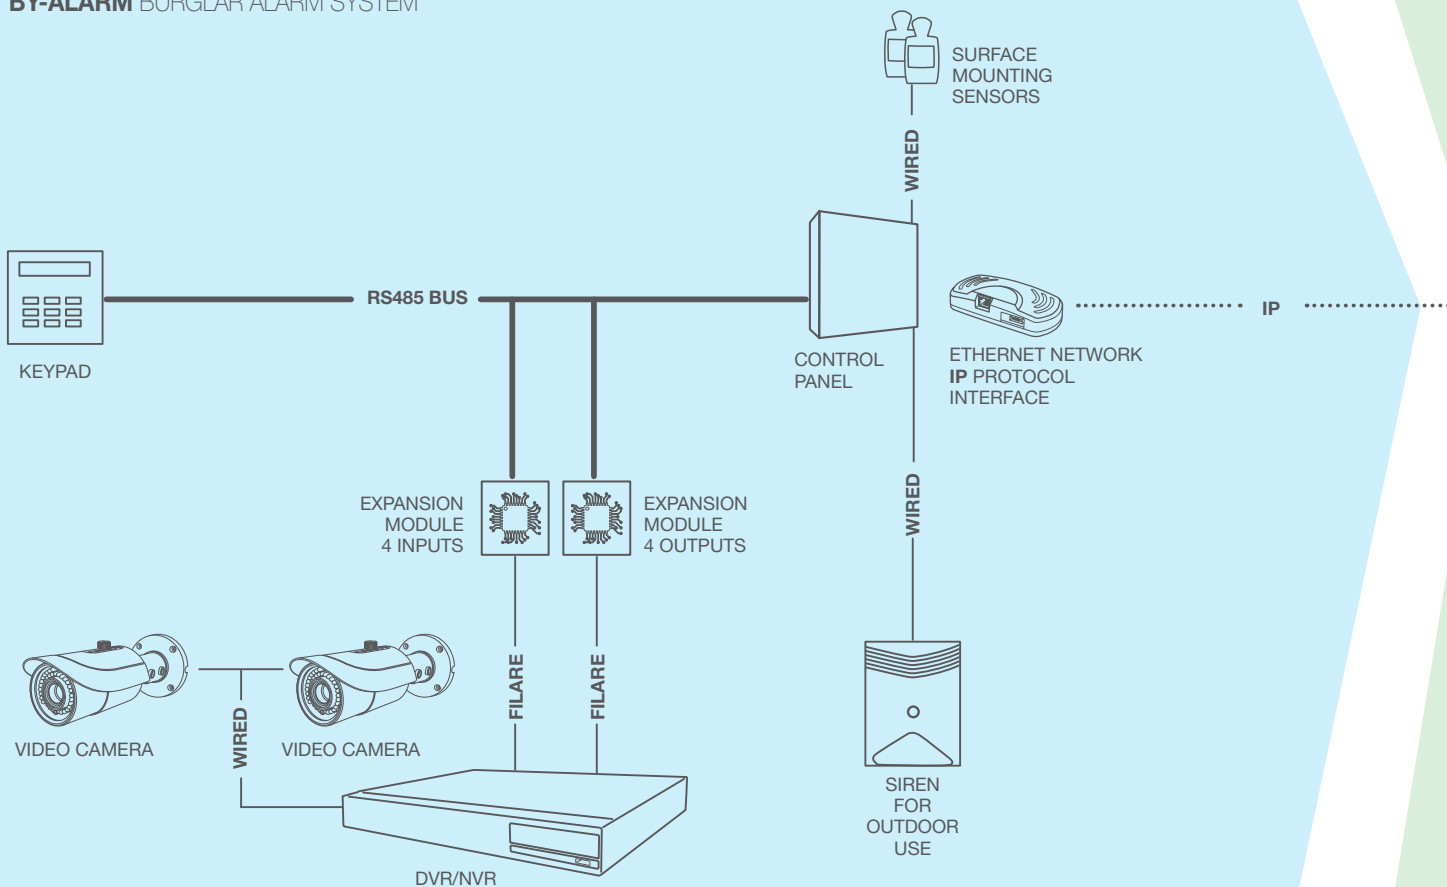 BY-ALARM BURGLAR ALARM SYSTEM
SURFACE
MOUNTING
SENSORS
WIRED
RS485 BUS
IP
KEYPAD
CONTROL
PANEL
ETHERNET NETWORK
IP PROTOCOL
INTERFACE
EXPANSION
MODULE
4 INPUTS
EXPANSION
MODULE
4 OUTPUTS
WIRED
FILARE
FILARE
WIRED
VIDEO CAMERA
VIDEO CAMERA
SIREN
FOR
OUTDOOR
USE
DVR/NVR